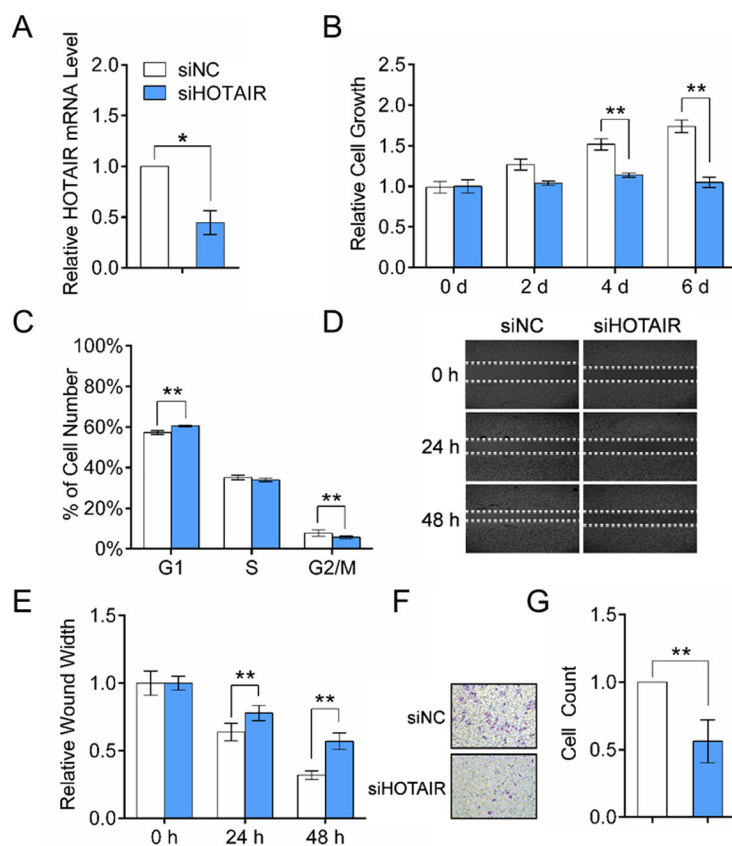 A
Relative HOTAIR mRNA Level
2.0
1.5
1.0
0.5
0.0
siNC
siHOTAIR
*
B
Relative Cell Growth
2.5
2.0
1.5
1.0
0.5
0.0
**
**
0 d
2 d
4 d
6 d
C
% of Cell Number
100%
80%
60%
40%
20%
0%
**
**
G1
S
G2/M
D
siNC
siHOTAIR
0 h
24 h
48 h
E
Relative Wound Width
1.5
1.0
0.5
0.0
**
**
0 h
24 h
48 h
F
siNC
siHOTAIR
G
Cell Count
1.5
1.0
0.5
0.0
**